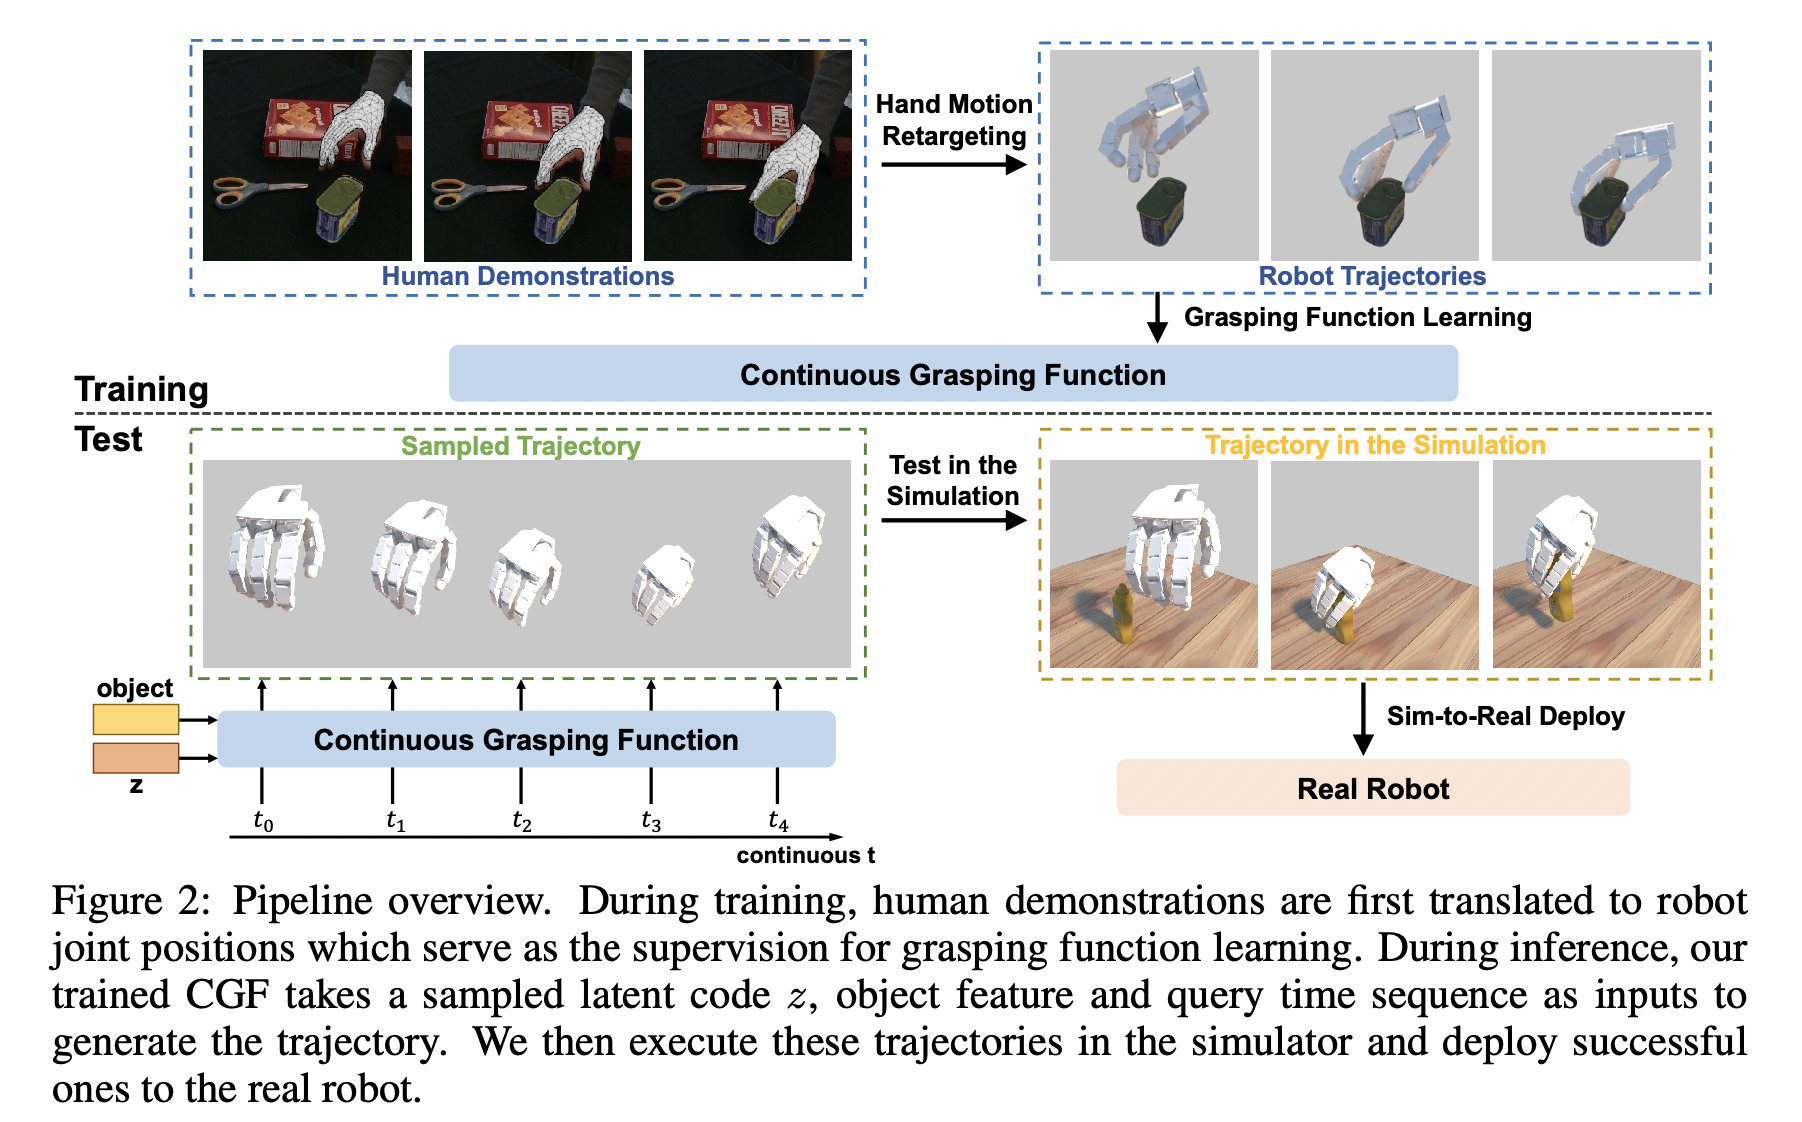 Hand Motion
Retargeting
Human Demonstrations
Robot Trajectories
Grasping Function Learning
Continuous Grasping Function
Training
Test
Sampled Trajectory
Test in the
Simulation
Trajectory in the Simulation
object
z
Continuous Grasping Function
t0 t1 t2 t3 t4
continuous t
Sim-to-Real Deploy
Real Robot
Figure 2: Pipeline overview. During training, human demonstrations are first translated to robot
joint positions which serve as the supervision for grasping function learning. During inference, our
trained CGF takes a sampled latent code z, object feature and query time sequence as inputs to
generate the trajectory. We then execute these trajectories in the simulator and deploy successful
ones to the real robot.